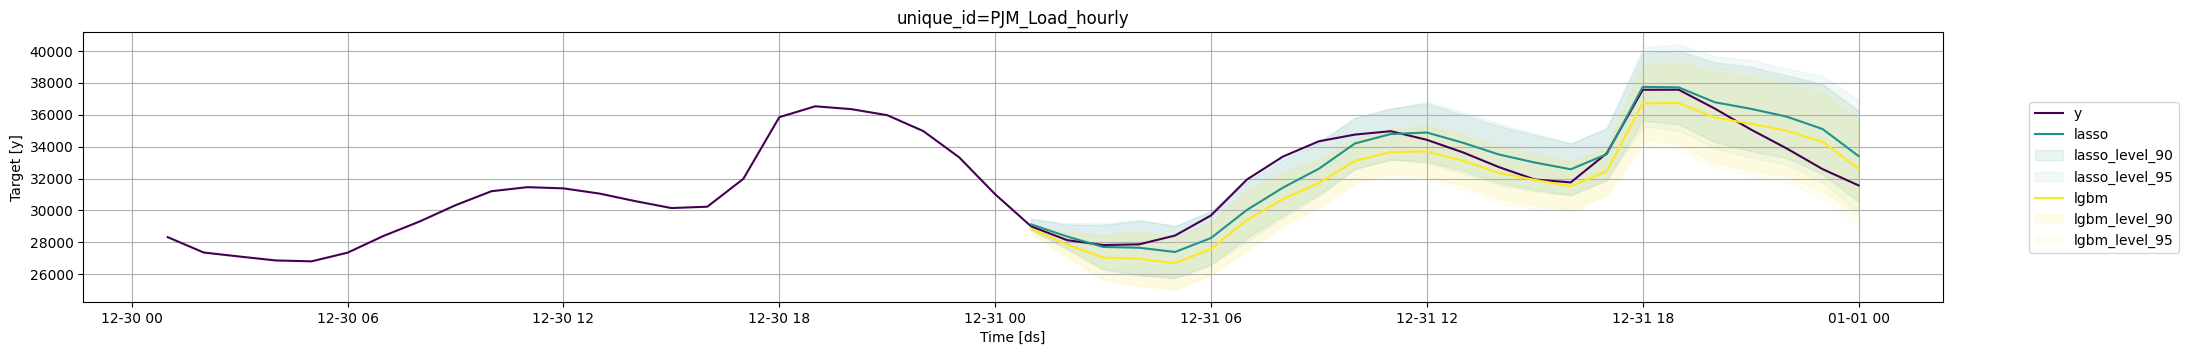 unique_id=PJM_Load_hourly
Target [y]
40000
38000
36000
34000
32000
30000
28000
26000
12-30 00
12-30 06
12-30 12
12-30 18
12-31 00
12-31 06
12-31 12
12-31 18
01-01 00
Time [ds]
y
lasso
lasso_level_90
lasso_level_95
lgbm
lgbm_level_90
lgbm_level_95